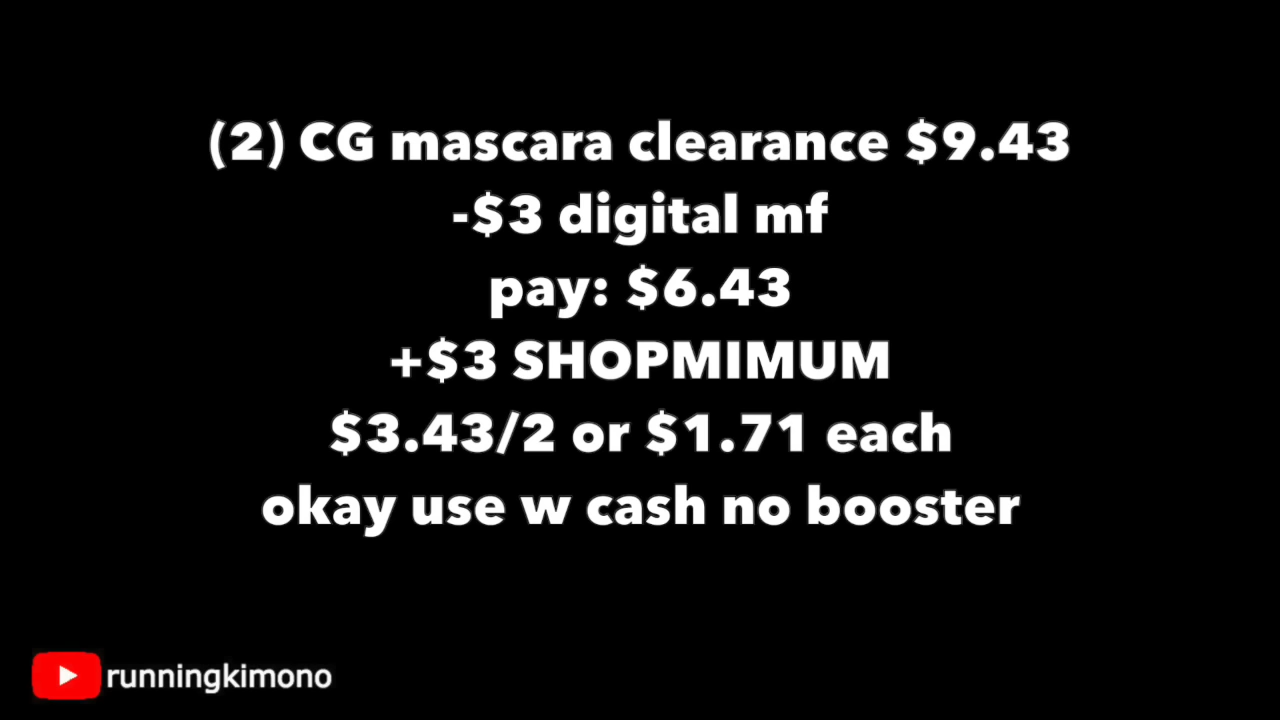 (2) CG mascara clearance $9.43
-$3 digital mf
pay: $6.43
+$3 SHOPMIMUM
$3.43/2 or $1.71 each
okay use w cash no booster
runningkimono